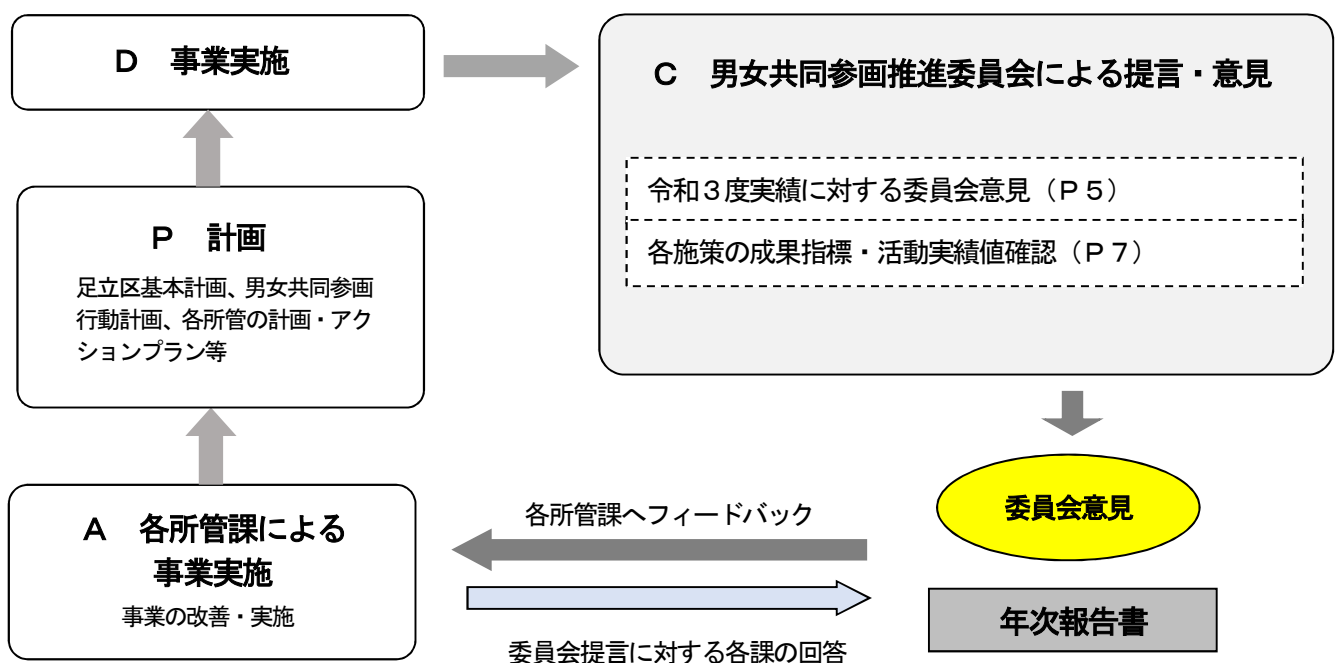 D　事業実施
C　男女共同参画推進委員会による提言・意見
令和３度実績に対する委員会意見（P５）
各施策の成果指標・活動実績値確認（P７）
P　計画
足立区基本計画、男女共同参画
行動計画、各所管の計画・アク
ションプラン等
A　各所管課による
事業実施
事業の改善・実施
各所管課へフィードバック
委員会提言に対する各課の回答
委員会意見
年次報告書